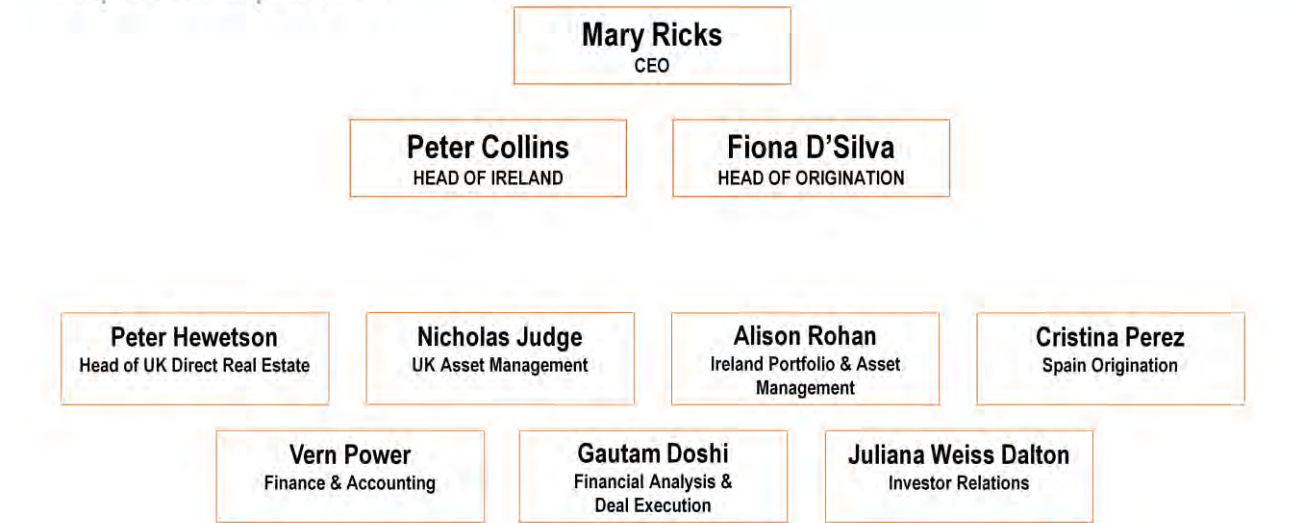 Mary Ricks
CEO
Peter Collins
HEAD OF IRELAND
Fiona D'Silva
HEAD OF ORIGINATION
Peter Hewetson
Head of UK Direct Real Estate
Nicholas Judge
UK Asset Management
Alison Rohan
Ireland Portfolio & Asset
Management
Cristina Perez
Spain Origination
Vern Power
Finance & Accounting
Gautam Doshi
Financial Analysis &
Deal Execution
Juliana Weiss Dalton
Investor Relations